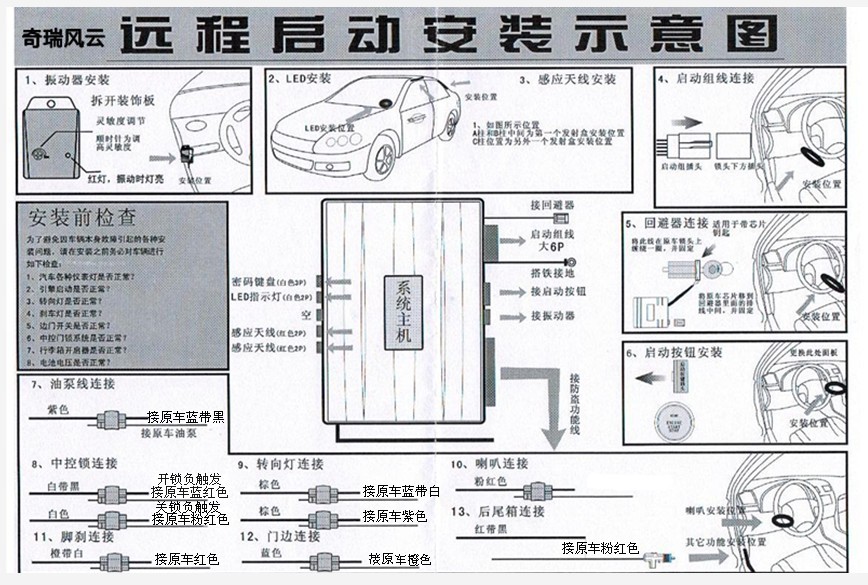 奇瑞风云 远程启动安装示意图
1、振动器安装
拆开装饰板
灵敏度调节
顺时针为调
高灵敏度
红灯，振动时灯亮
安装位置
2、LED安装
LED安装位置
3、感应天线安装
安装位置
1、如图所示位置
A柱和B柱中间为第一个发射盒安装位置
C柱位置为另外一个发射盒安装位置
4、启动组线连接
启动组插头
锁头下方插头
安装位置
安装前检查
为了避免因车辆本身故障引起的各种安
装问题，请在安装之前务必对车辆进行
如下检查：
1、汽车各种仪表灯是否正常？
2、引擎启动是否正常？
3、转向灯是否正常？
4、刹车灯是否正常？
5、边门开关是否正常？
6、中控门锁系统是否正常？
7、行李箱开启器是否正常？
8、电池电压是否正常？
密码键盘(白色3P)
LED指示灯(白色2P)
空
感应天线(红色2P)
感应天线(红色2P)
系统主机
接回避器
启动组线
大6P
搭铁接地
接启动按钮
接振动器
接防盗功能线
5、回避器连接 适用于带芯片
钥匙
将此线在原车锁头上
缠绕一圈，并固定
将原车芯片移到
回避器里面的排
线中间，并固定
安装位置
6、启动按钮安装
启动按键插头
ENGINE
START
STOP
更换此处面板
安装位置
7、油泵线连接
紫色
接原车蓝带黑
接原车油泵
8、中控锁连接
白带黑
开锁负触发
接原车蓝红色
白色
关锁负触发
接原车粉红色
9、转向灯连接
棕色
接原车蓝带白
棕色
接原车紫色
10、喇叭连接
粉红色
11、脚刹连接
橙带白
接原车红色
12、门边连接
蓝色
接原车橙色
13、后尾箱连接
红带黑
接原车粉红色
喇叭安装位置
其它功能安装位置